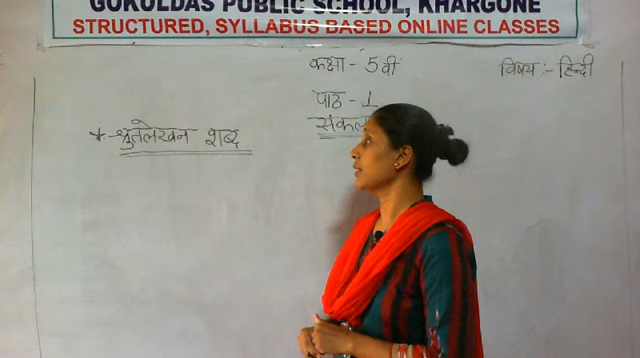 GOKULDAS PUBLIC SCHOOL, KHARGONE
STRUCTURED, SYLLABUS BASED ONLINE CLASSES
कक्षा - 5वीं
विषय :- हिन्दी
पाठ - 1
* श्रुतलेखन शब्द